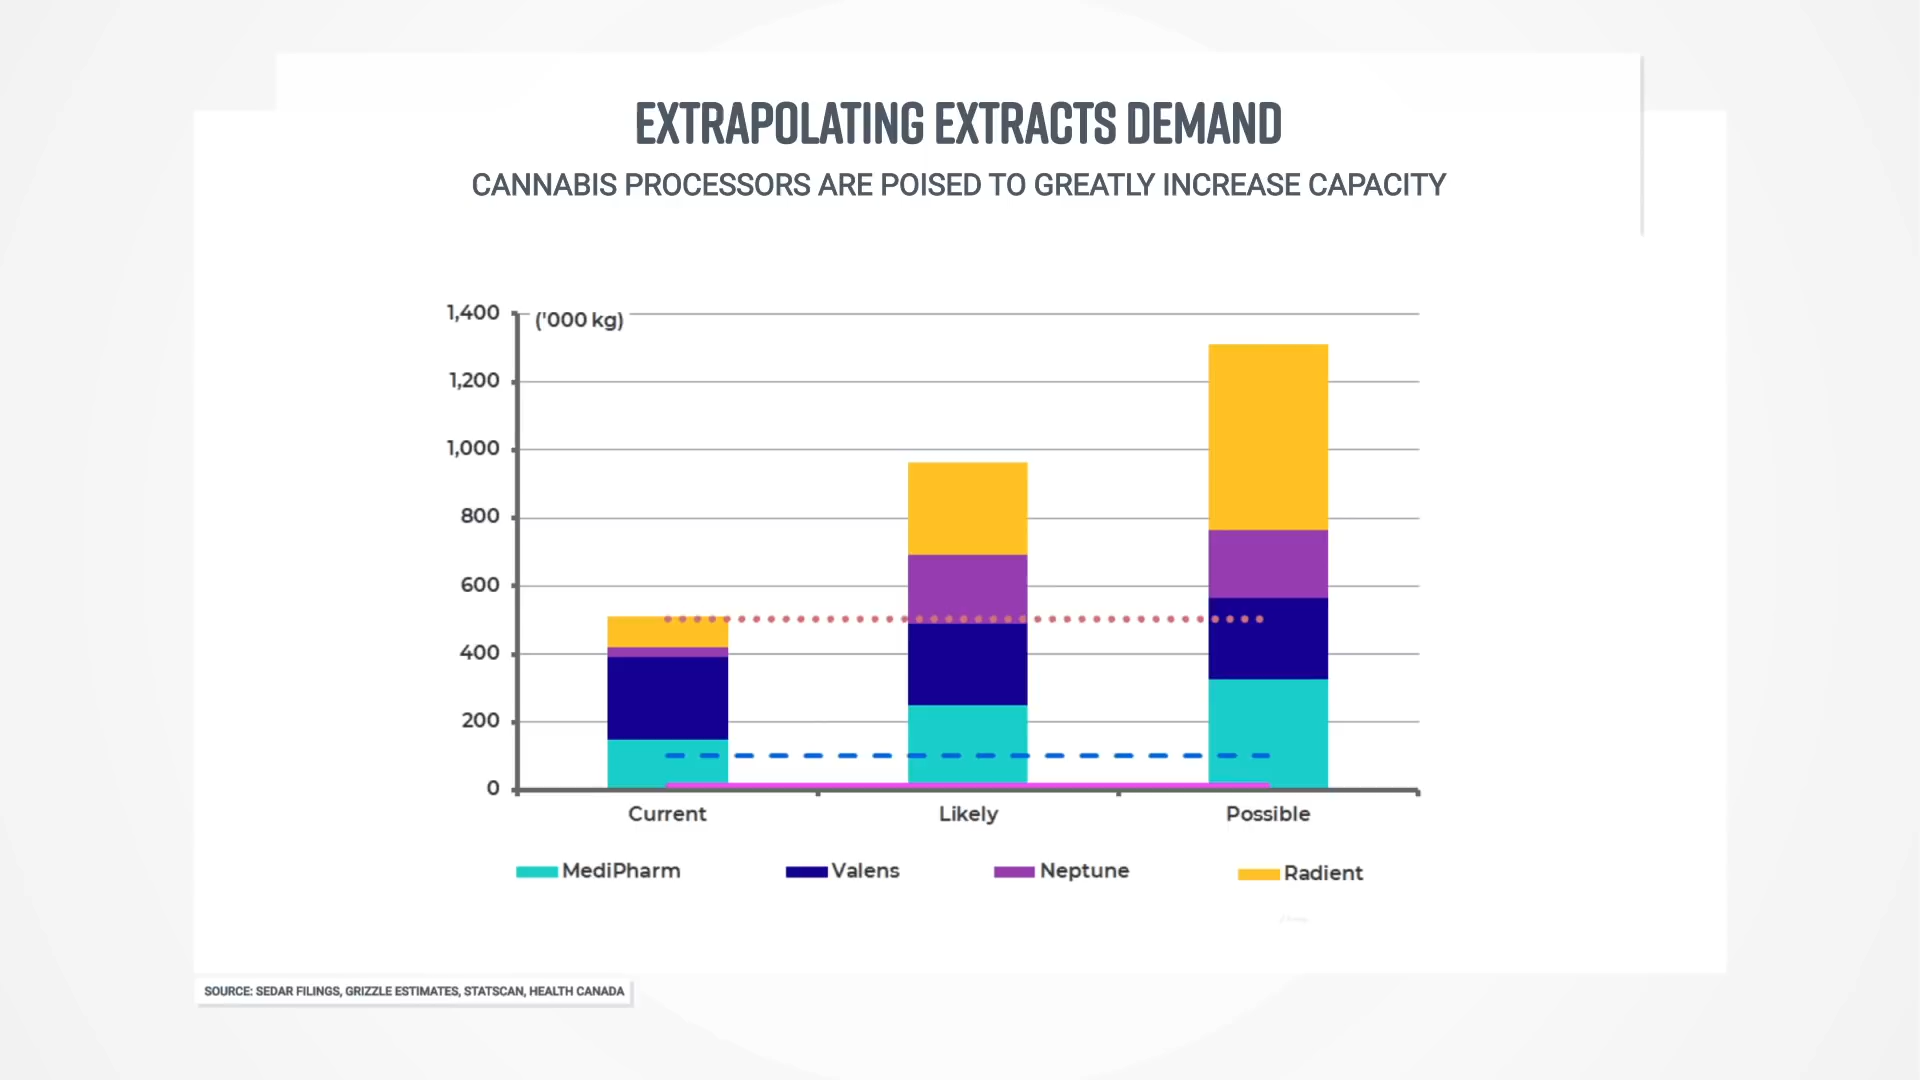 EXTRAPOLATING EXTRACTS DEMAND
CANNABIS PROCESSORS ARE POISED TO GREATLY INCREASE CAPACITY
1,400
('000 kg)
1,200
1,000
800
600
400
200
0
Current Likely Possible
MediPharm Valens Neptune Radient
SOURCE: SEDAR FILINGS, GRIZZLE ESTIMATES, STATSCAN, HEALTH CANADA